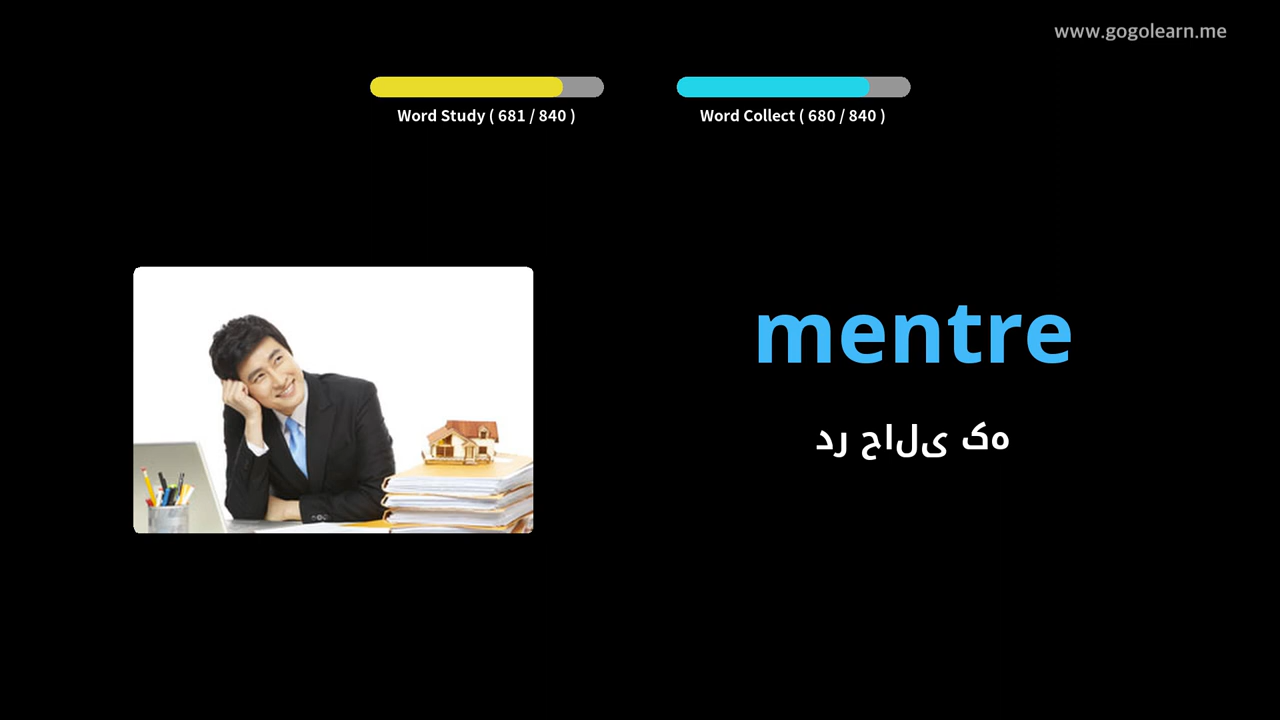 www.gogolearn.me
Word Study ( 681 / 840 )
Word Collect ( 680 / 840 )
mentre
در حالی که